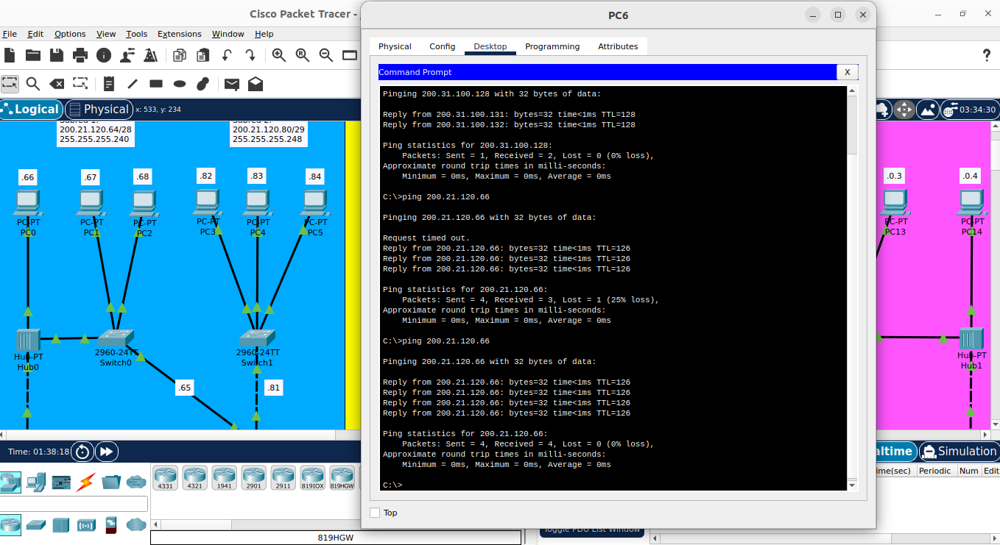 Cisco Packet Tracer -
PC6
File Edit Options View Tools Extensions Window Help
Physical Config Desktop Programming Attributes
?
Command Prompt X
Logical Physical x: 533, y: 234
03:34:30
Subred 1:
200.21.120.64/28
255.255.255.240
Subred 2:
200.21.120.80/29
255.255.255.248
Pinging 200.31.100.128 with 32 bytes of data:
Reply from 200.31.100.131: bytes=32 time<1ms TTL=128
Reply from 200.31.100.132: bytes=32 time<1ms TTL=128
Ping statistics for 200.31.100.128:
Packets: Sent = 1, Received = 2, Lost = 0 (0% loss),
Approximate round trip times in milli-seconds:
Minimum = 0ms, Maximum = 0ms, Average = 0ms
C:\>ping 200.21.120.66
Pinging 200.21.120.66 with 32 bytes of data:
Request timed out.
Reply from 200.21.120.66: bytes=32 time<1ms TTL=126
Reply from 200.21.120.66: bytes=32 time<1ms TTL=126
Reply from 200.21.120.66: bytes=32 time<1ms TTL=126
Ping statistics for 200.21.120.66:
Packets: Sent = 4, Received = 3, Lost = 1 (25% loss),
Approximate round trip times in milli-seconds:
Minimum = 0ms, Maximum = 0ms, Average = 0ms
C:\>ping 200.21.120.66
Pinging 200.21.120.66 with 32 bytes of data:
Reply from 200.21.120.66: bytes=32 time<1ms TTL=126
Reply from 200.21.120.66: bytes=32 time<1ms TTL=126
Reply from 200.21.120.66: bytes=32 time<1ms TTL=126
Reply from 200.21.120.66: bytes=32 time<1ms TTL=126
Ping statistics for 200.21.120.66:
Packets: Sent = 4, Received = 4, Lost = 0 (0% loss),
Approximate round trip times in milli-seconds:
Minimum = 0ms, Maximum = 0ms, Average = 0ms
C:\>
Top
.66 .67 .68 .82 .83 .84
PC-PT
PC0
PC-PT
PC1
PC-PT
PC2
PC-PT
PC3
PC-PT
PC4
PC-PT
PC5
Hub-PT
Hub0
2960-24TT
Switch0
2960-24TT
Switch1
.65 .81
.0.3 .0.4
PC-PT
PC13
PC-PT
PC14
Hub-PT
Hub1
Time: 01:38:18
altime Simulation
4331 4321 1941 2901 2911 819IOX 819HGW
ime(sec) Periodic Num Edit
819HGW
Toggle PDU List Window